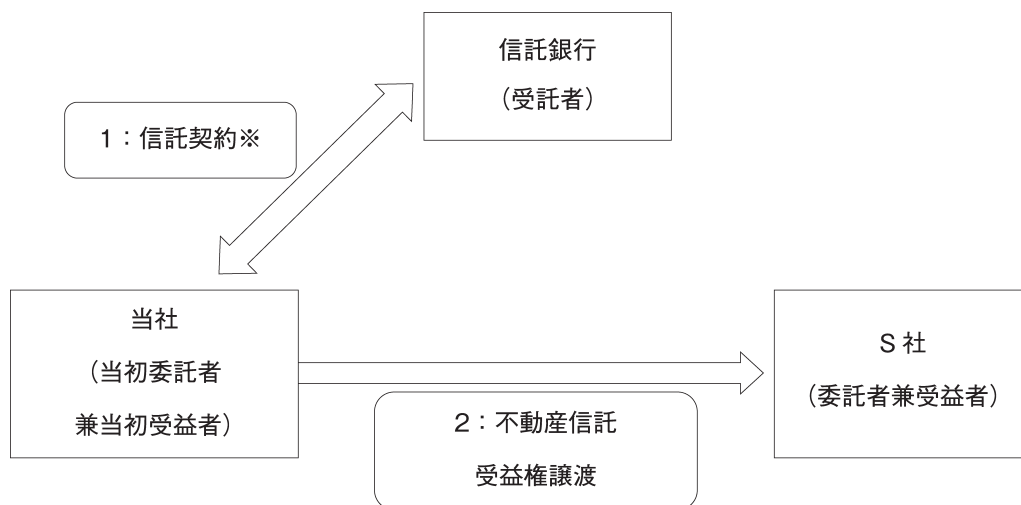 信託銀行
(受託者)
1:信託契約※
当社
(当初委託者
兼当初受益者)
S社
(委託者兼受益者)
2:不動産信託
受益権譲渡